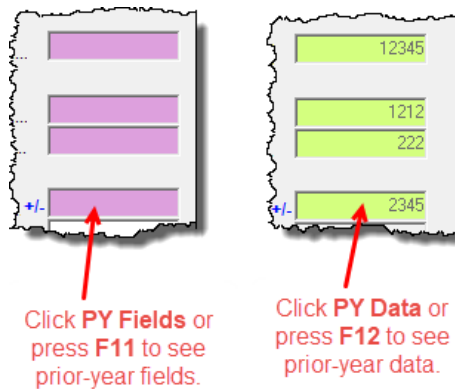 ...
12345
...
1212
..
222
+/-
+/-
2345
Click PY Fields or
press F11 to see
prior-year fields.
Click PY Data or
press F12 to see
prior-year data.